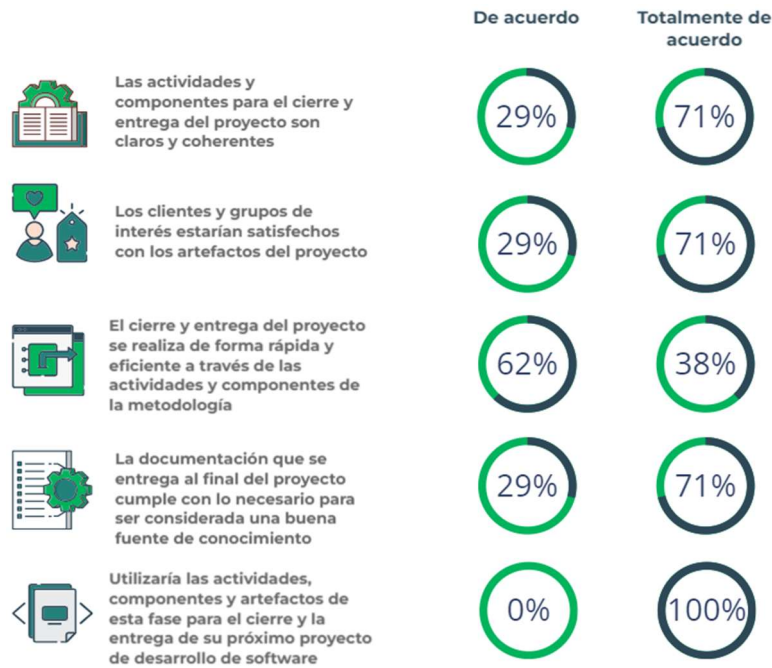 De acuerdo
Totalmente de
acuerdo
Las actividades y
componentes para el cierre y
entrega del proyecto son
claros y coherentes
29%
71%
Los clientes y grupos de
interés estarían satisfechos
con los artefactos del proyecto
29%
71%
El cierre y entrega del proyecto
se realiza de forma rápida y
eficiente a través de las
actividades y componentes de
la metodología
62%
38%
La documentación que se
entrega al final del proyecto
cumple con lo necesario para
ser considerada una buena
fuente de conocimiento
29%
71%
Utilizaría las actividades,
componentes y artefactos de
esta fase para el cierre y la
entrega de su próximo proyecto
de desarrollo de software
0%
100%